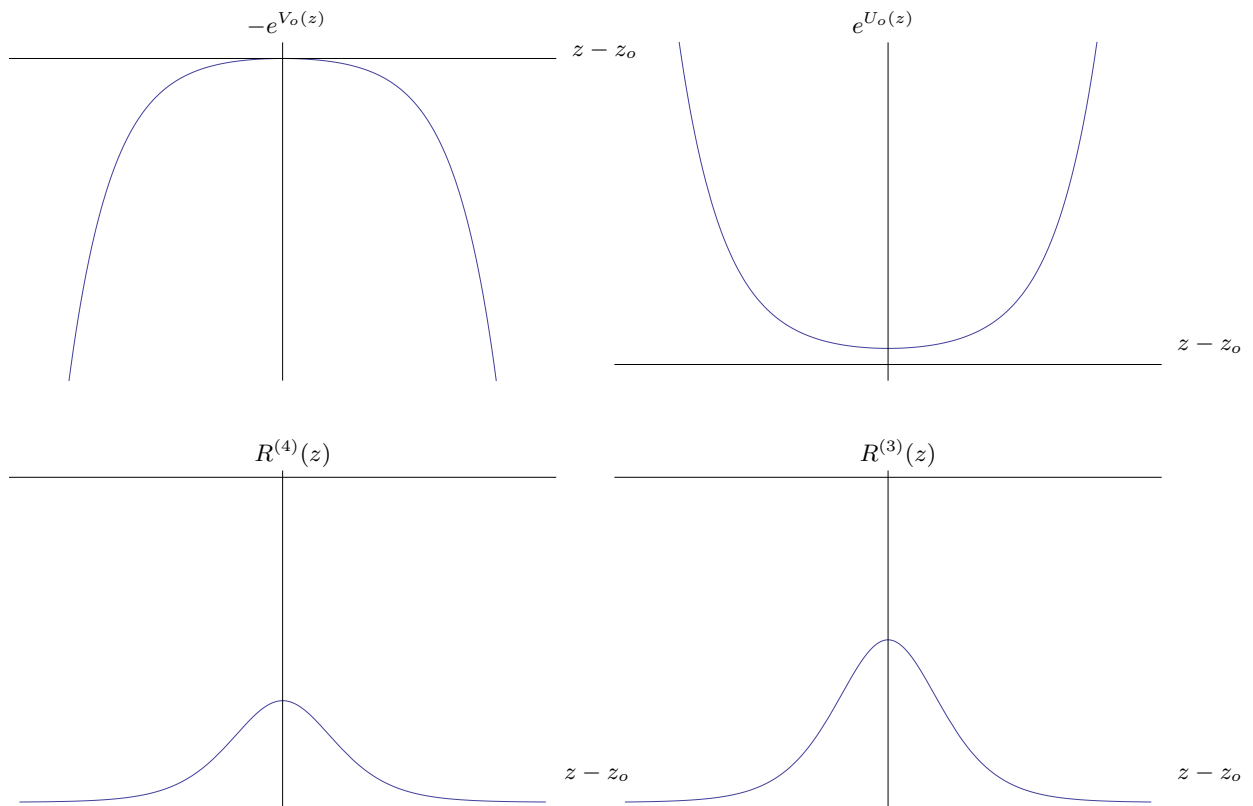 $-e^{V_o(z)}$
$z - z_o$
$e^{U_o(z)}$
$z - z_o$
$R^{(4)}(z)$
$z - z_o$
$R^{(3)}(z)$
$z - z_o$